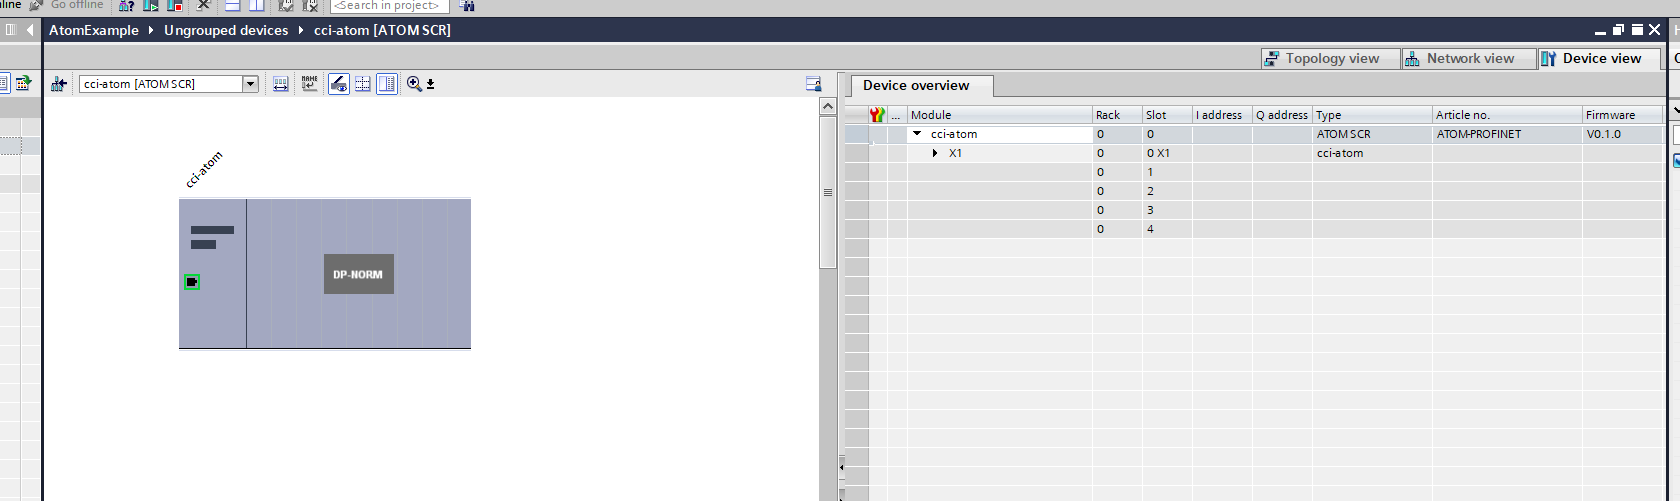 Go offline
<Search in project>
AtomExample Ungrouped devices cci-atom [ATOM SCR]
Topology view Network view Device view
cci-atom [ATOM SCR]
NAME
Device overview
... Module Rack Slot I address Q address Type Article no. Firmware
cci-atom 0 0 ATOM SCR ATOM-PROFINET V0.1.0
X1 0 0 X1 cci-atom
0 1
0 2
0 3
0 4
cci-atom
DP-NORM